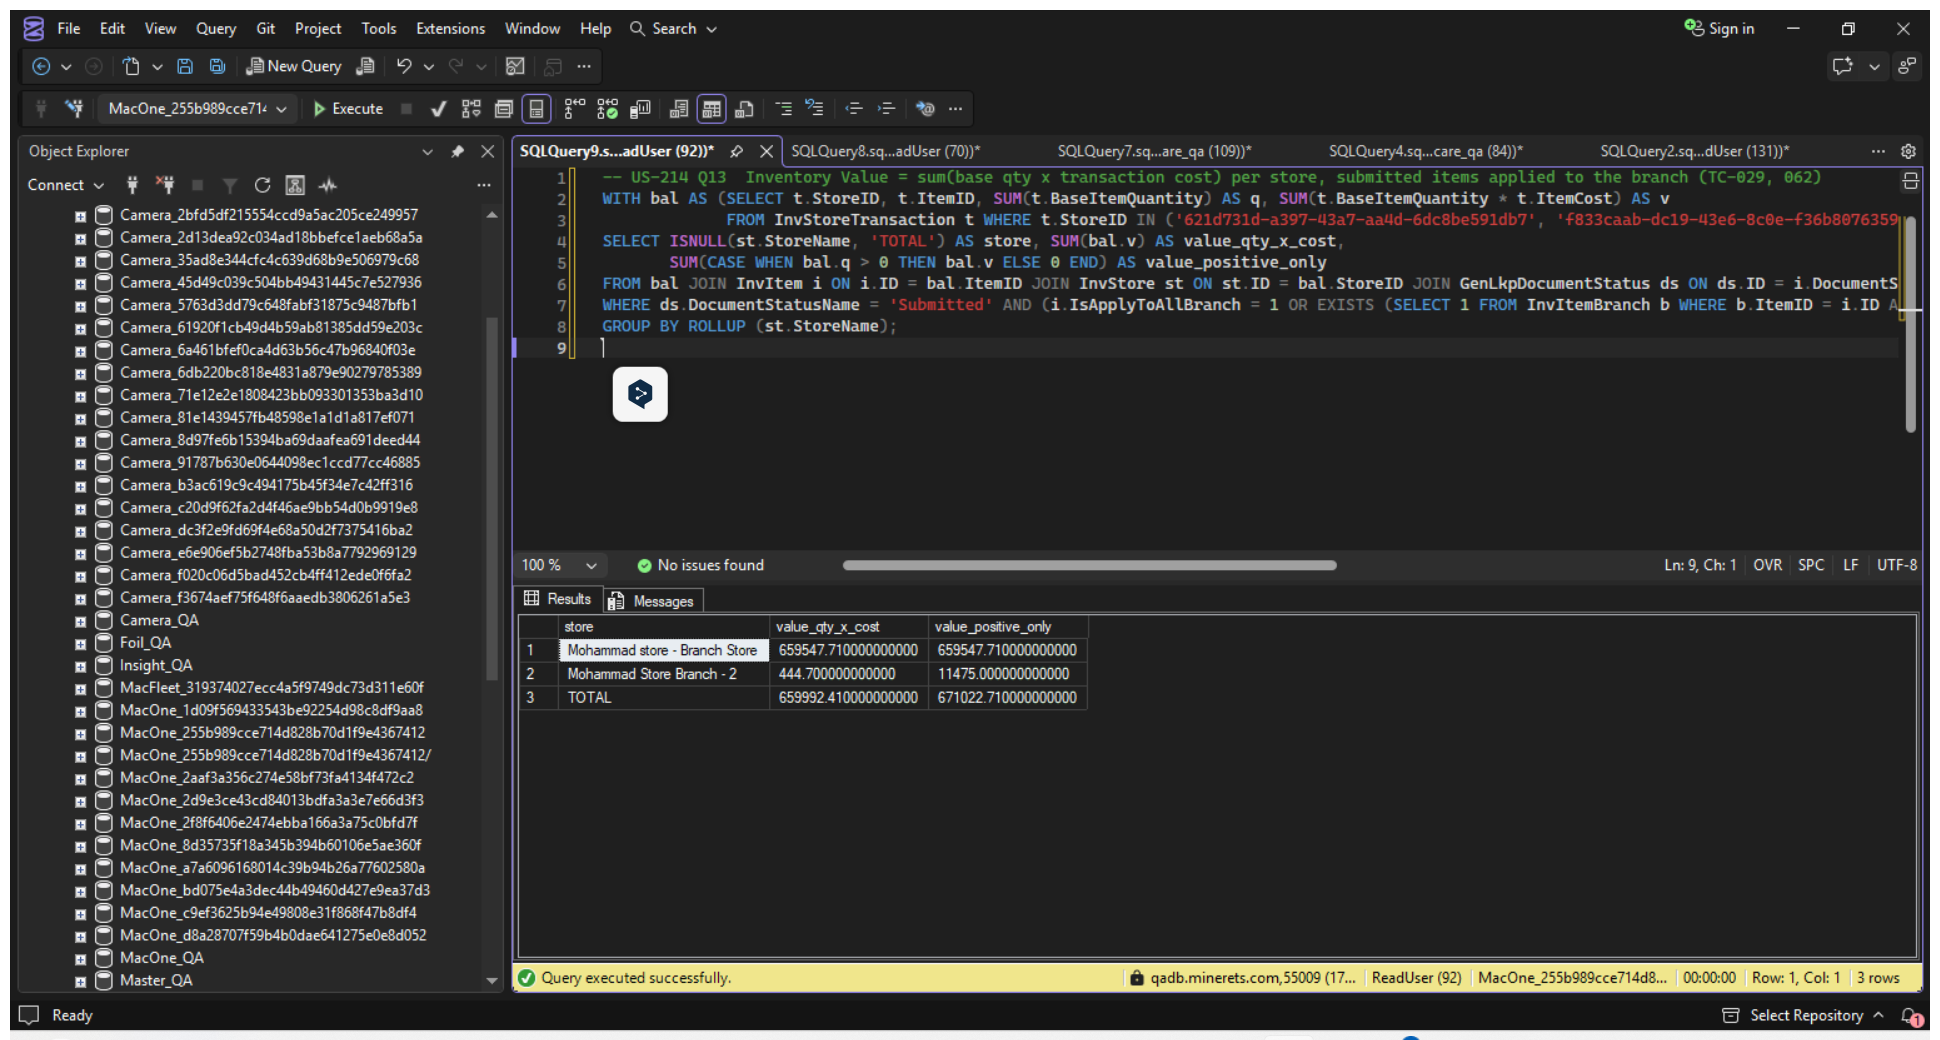 File Edit View Query Git Project Tools Extensions Window Help Search Sign in
New Query
MacOne_255b989cce714 Execute
Object Explorer
Connect
Camera_2bfd5df215554ccd9a5ac205ce249957
Camera_2d13dea92c034ad18bbefce1aeb68a5a
Camera_35ad8e344cfc4c639d68b9e506979c68
Camera_45d49c039c504bb49431445c7e527936
Camera_5763d3dd79c648fabf31875c9487bfb1
Camera_61920f1cb49d4b59ab81385dd59e203c
Camera_6a461bfef0ca4d63b56c47b96840f03e
Camera_6db220bc818e4831a879e90279785389
Camera_71e12e2e1808423bb093301353ba3d10
Camera_81e1439457fb48598e1a1d1a817ef071
Camera_8d97fe6b15394ba69daafea691deed44
Camera_91787b630e0644098ec1ccd77cc46885
Camera_b3ac619c9c494175b45f34e7c42ff316
Camera_c20d9f62fa2d4f46ae9bb54d0b9919e8
Camera_dc3f2e9fd69f4e68a50d2f7375416ba2
Camera_e6e906ef5b2748fba53b8a7792969129
Camera_f020c06d5bad452cb4ff412ede0f6fa2
Camera_f3674aef75f648f6aaedb3806261a5e3
Camera_QA
Foil_QA
Insight_QA
MacFleet_319374027ecc4a5f9749dc73d311e60f
MacOne_1d09f569433543be92254d98c8df9aa8
MacOne_255b989cce714d828b70d1f9e4367412
MacOne_255b989cce714d828b70d1f9e4367412/
MacOne_2aaf3a356c274e58bf73fa4134f472c2
MacOne_2d9e3ce43cd84013bdfa3a3e7e66d3f3
MacOne_2f8f6406e2474ebba166a3a75c0bfd7f
MacOne_8d35735f18a345b394b60106e5ae360f
MacOne_a7a6096168014c39b94b26a77602580a
MacOne_bd075e4a3dec44b49460d427e9ea37d3
MacOne_c9ef3625b94e49808e31f868f47b8df4
MacOne_d8a28707f59b4b0dae641275e0e8d052
MacOne_QA
Master_QA
SQLQuery9.s...adUser (92))* SQLQuery8.sq...adUser (70))* SQLQuery7.sq...are_qa (109))* SQLQuery4.sq...care_qa (84))* SQLQuery2.sq...dUser (131))*
1 -- US-214 Q13 Inventory Value = sum(base qty x transaction cost) per store, submitted items applied to the branch (TC-029, 062)
2 WITH bal AS (SELECT t.StoreID, t.ItemID, SUM(t.BaseItemQuantity) AS q, SUM(t.BaseItemQuantity * t.ItemCost) AS v
3 FROM InvStoreTransaction t WHERE t.StoreID IN ('621d731d-a397-43a7-aa4d-6dc8be591db7', 'f833caab-dc19-43e6-8c0e-f36b8076359
4 SELECT ISNULL(st.StoreName, 'TOTAL') AS store, SUM(bal.v) AS value_qty_x_cost,
5 SUM(CASE WHEN bal.q > 0 THEN bal.v ELSE 0 END) AS value_positive_only
6 FROM bal JOIN InvItem i ON i.ID = bal.ItemID JOIN InvStore st ON st.ID = bal.StoreID JOIN GenLkpDocumentStatus ds ON ds.ID = i.DocumentS
7 WHERE ds.DocumentStatusName = 'Submitted' AND (i.IsApplyToAllBranch = 1 OR EXISTS (SELECT 1 FROM InvItemBranch b WHERE b.ItemID = i.ID A
8 GROUP BY ROLLUP (st.StoreName);
9
100 % No issues found Ln: 9, Ch: 1 OVR SPC LF UTF-8
Results Messages
store value_qty_x_cost value_positive_only
1 Mohammad store - Branch Store 659547.710000000000 659547.710000000000
2 Mohammad Store Branch - 2 444.700000000000 11475.000000000000
3 TOTAL 659992.410000000000 671022.710000000000
Query executed successfully. qadb.minerets.com,55009 (17... ReadUser (92) MacOne_255b989cce714d8... 00:00:00 Row: 1, Col: 1 3 rows
Ready Select Repository 1